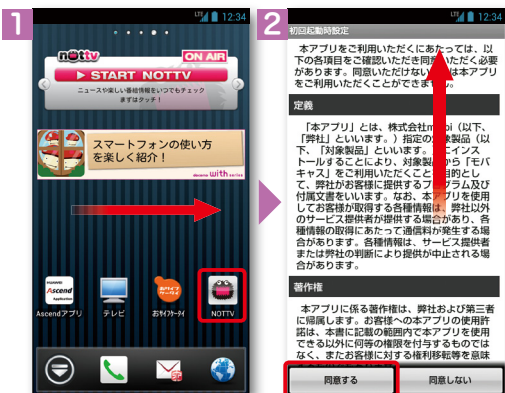 1
LTE 12:34
nottv
ON AIR
START NOTTV
ニュースや楽しい番組情報をいつでもチェック
まずはタッチ!
スマートフォンの使い方
を楽しく紹介!
docomo with series
HUAWEI
Ascend
Application
おサイフケータイ
Ascendアプリ
テレビ
おサイフケータイ
NOTTV
2
LTE 12:34
初回起動時設定
本アプリをご利用いただくにあたっては、以
下の各項目をご確認いただき同意いただく必要
があります。同意いただけない は本アプリ
をご利用いただくことができません。
定義
「本アプリ」とは、株式会社m bi(以下、
「弊社」といいます。)指定の 象製品(以
下、「対象製品」といいます。) にインス
トールすることにより、対象製品 から「モバ
キャス」をご利用いただくこと 目的とし
て、弊社がお客様に提供するプログラム及び
付属文書をいいます。なお、本アプリを使用
してお客様が取得する各種情報は、弊社以外
のサービス提供者が提供する場合があり、各
種情報の取得にあたって通信料が発生する場
合があります。各種情報は、サービス提供者
または弊社の判断により提供が中止される場
合があります。
著作権
本アプリに係る著作権は、弊社および第三者
に帰属します。お客様への本アプリの使用許
諾は、本書に記載の範囲内で本アプリを使用
できる以外に何等の権限を付与するものでは
なく、またお客様に対する権利移転等を意味
同意する
同意しない